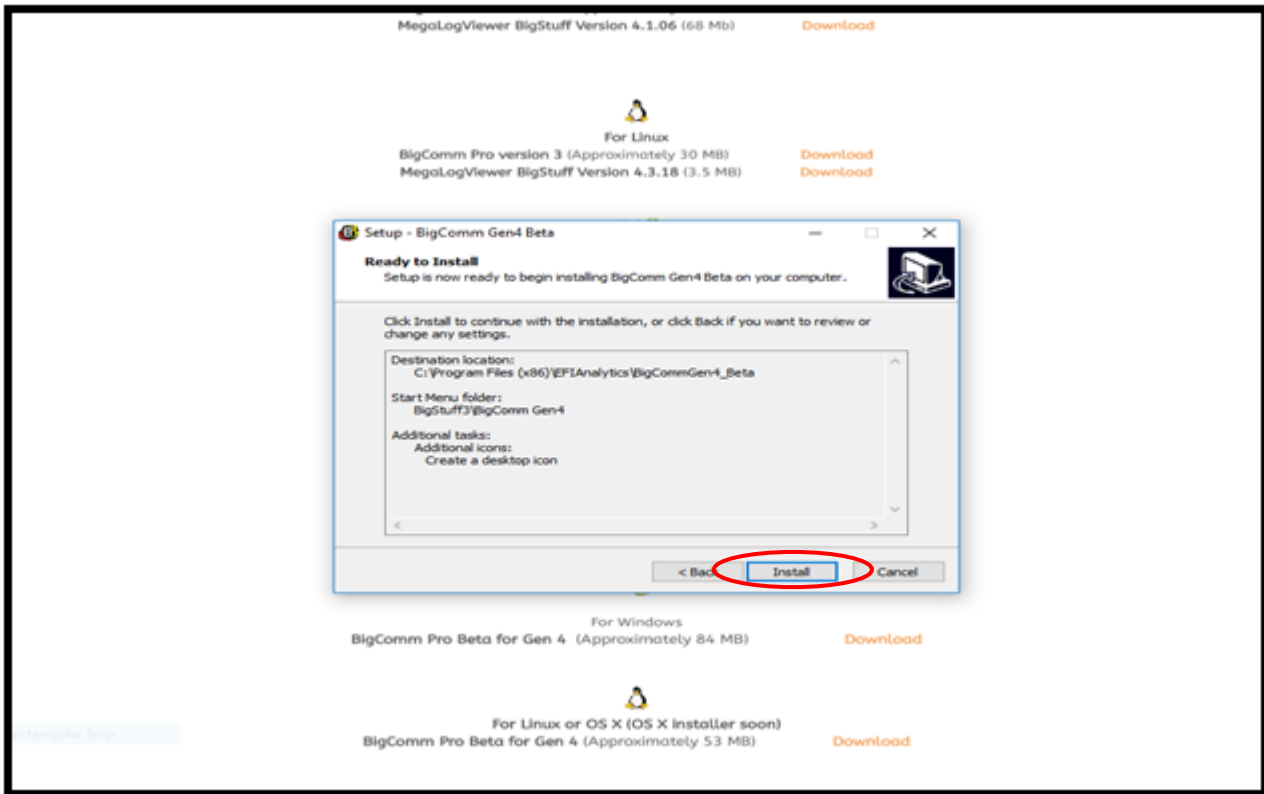 MegaLogViewer BigStuff Version 4.1.06 (68 Mb) Download
For Linux
BigComm Pro version 3 (Approximately 30 MB) Download
MegaLogViewer BigStuff Version 4.3.18 (3.5 MB) Download
Setup - BigComm Gen4 Beta
Ready to Install
Setup is now ready to begin installing BigComm Gen4 Beta on your computer.
Click Install to continue with the installation, or click Back if you want to review or
change any settings.
Destination location:
C:\Program Files (x86)\EFIAnalytics\BigCommGen4_Beta
Start Menu folder:
BigStuff3\BigComm Gen4
Additional tasks:
Additional icons:
Create a desktop icon
< Back Install Cancel
For Windows
BigComm Pro Beta for Gen 4 (Approximately 84 MB) Download
For Linux or OS X (OS X installer soon)
ectangular Snip
BigComm Pro Beta for Gen 4 (Approximately 53 MB) Download